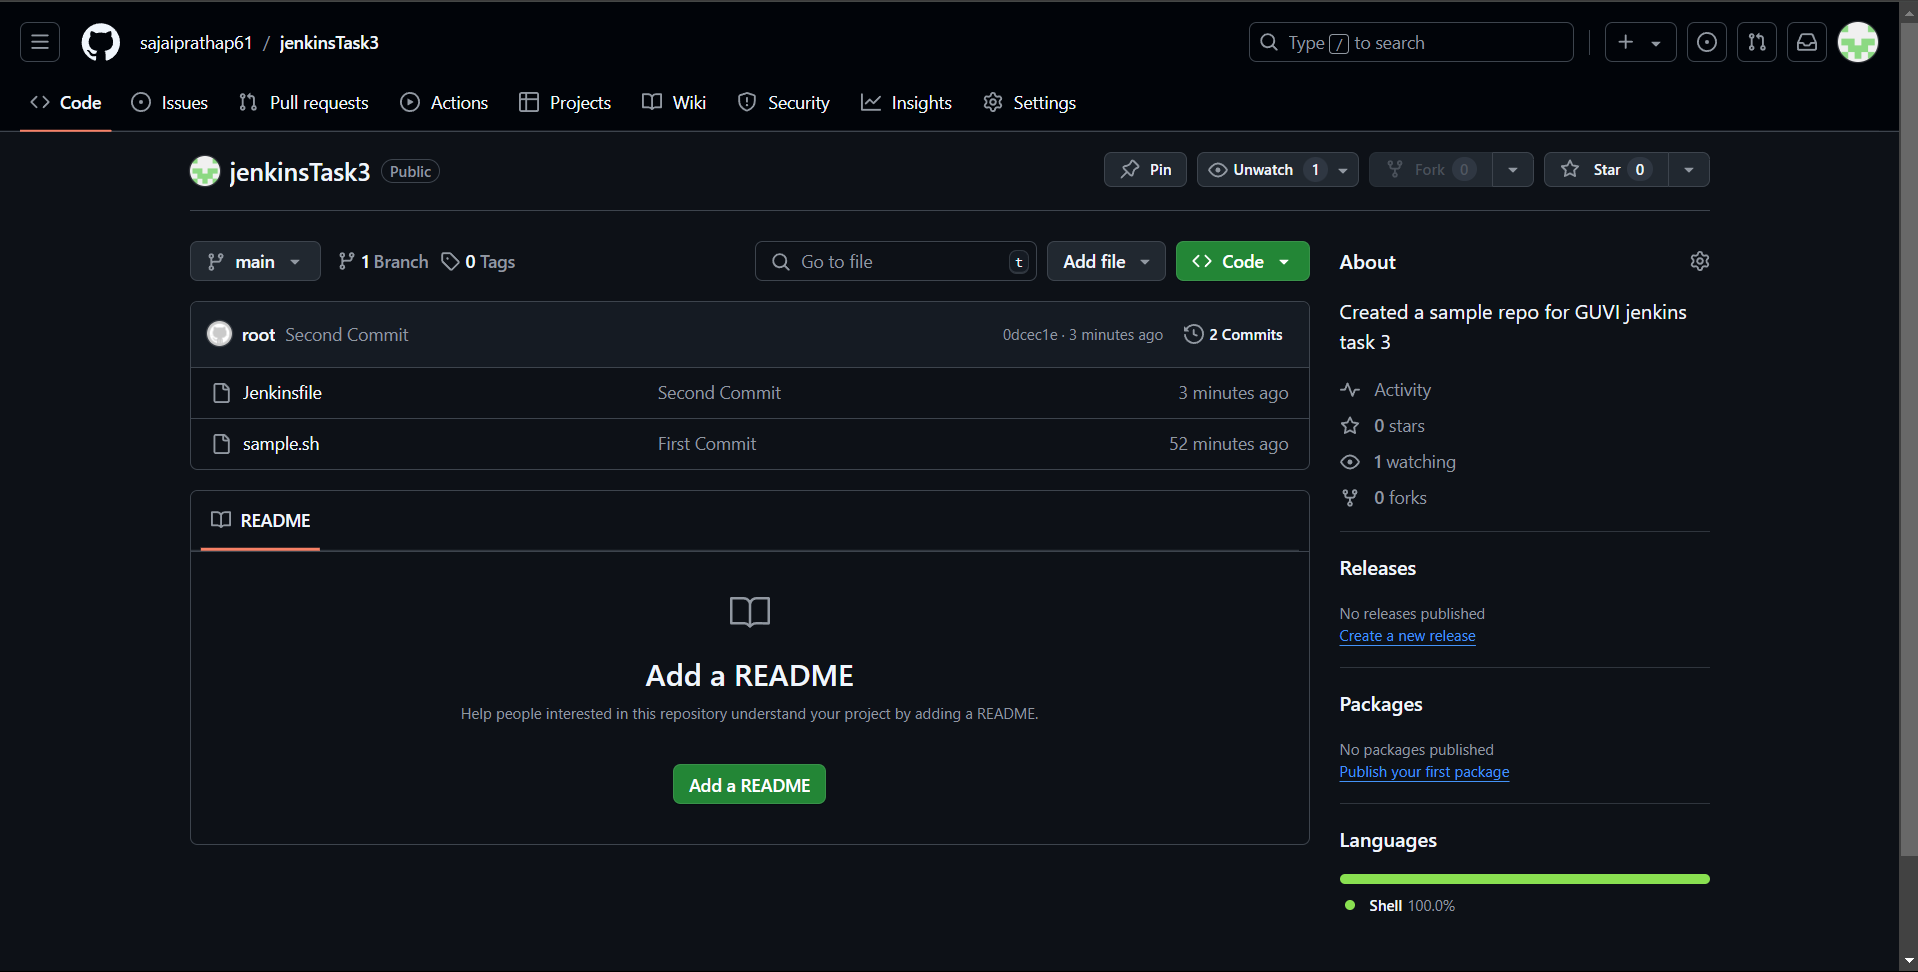 sajaiprathap61 / jenkinsTask3
Type / to search
Code Issues Pull requests Actions Projects Wiki Security Insights Settings
jenkinsTask3 Public
Pin Unwatch 1 Fork 0 Star 0
main 1 Branch 0 Tags Go to file t Add file Code
root Second Commit 0dcec1e · 3 minutes ago 2 Commits
Jenkinsfile Second Commit 3 minutes ago
sample.sh First Commit 52 minutes ago
README
Add a README
Help people interested in this repository understand your project by adding a README.
Add a README
About
Created a sample repo for GUVI jenkins
task 3
Activity
0 stars
1 watching
0 forks
Releases
No releases published
Create a new release
Packages
No packages published
Publish your first package
Languages
Shell 100.0%